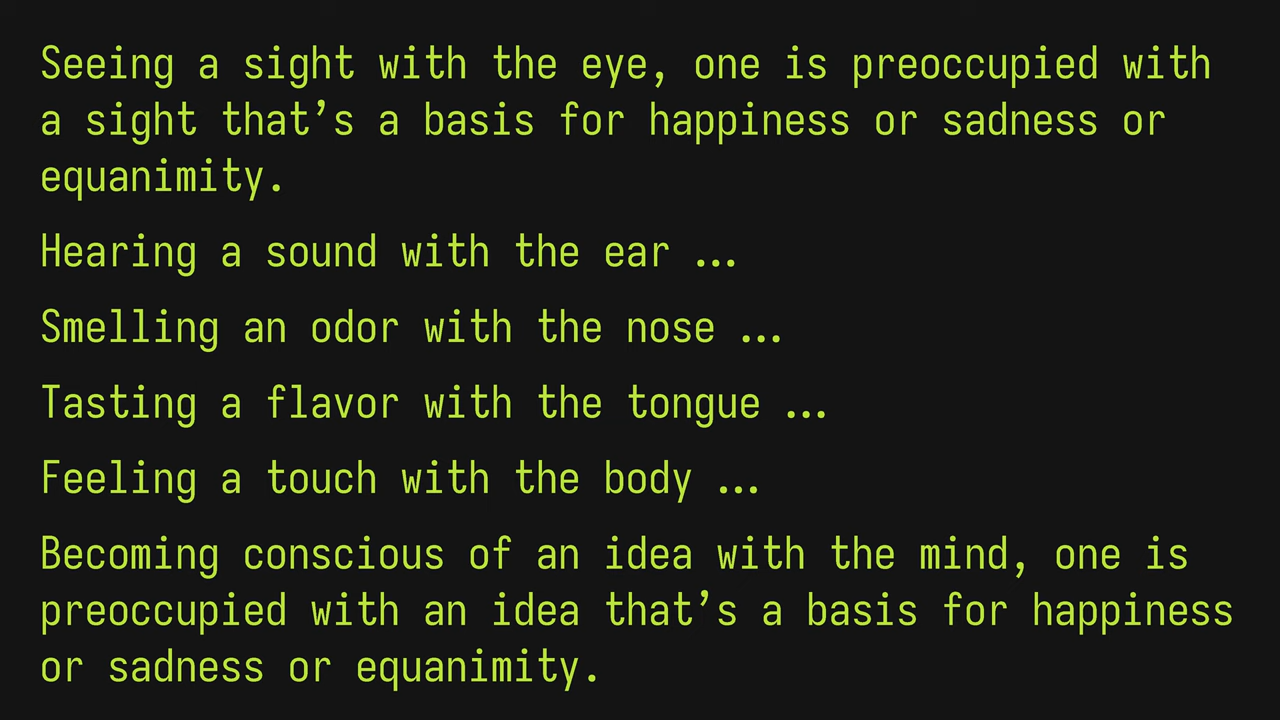 Seeing a sight with the eye, one is preoccupied with
a sight that’s a basis for happiness or sadness or
equanimity.
Hearing a sound with the ear …
Smelling an odor with the nose …
Tasting a flavor with the tongue …
Feeling a touch with the body …
Becoming conscious of an idea with the mind, one is
preoccupied with an idea that’s a basis for happiness
or sadness or equanimity.